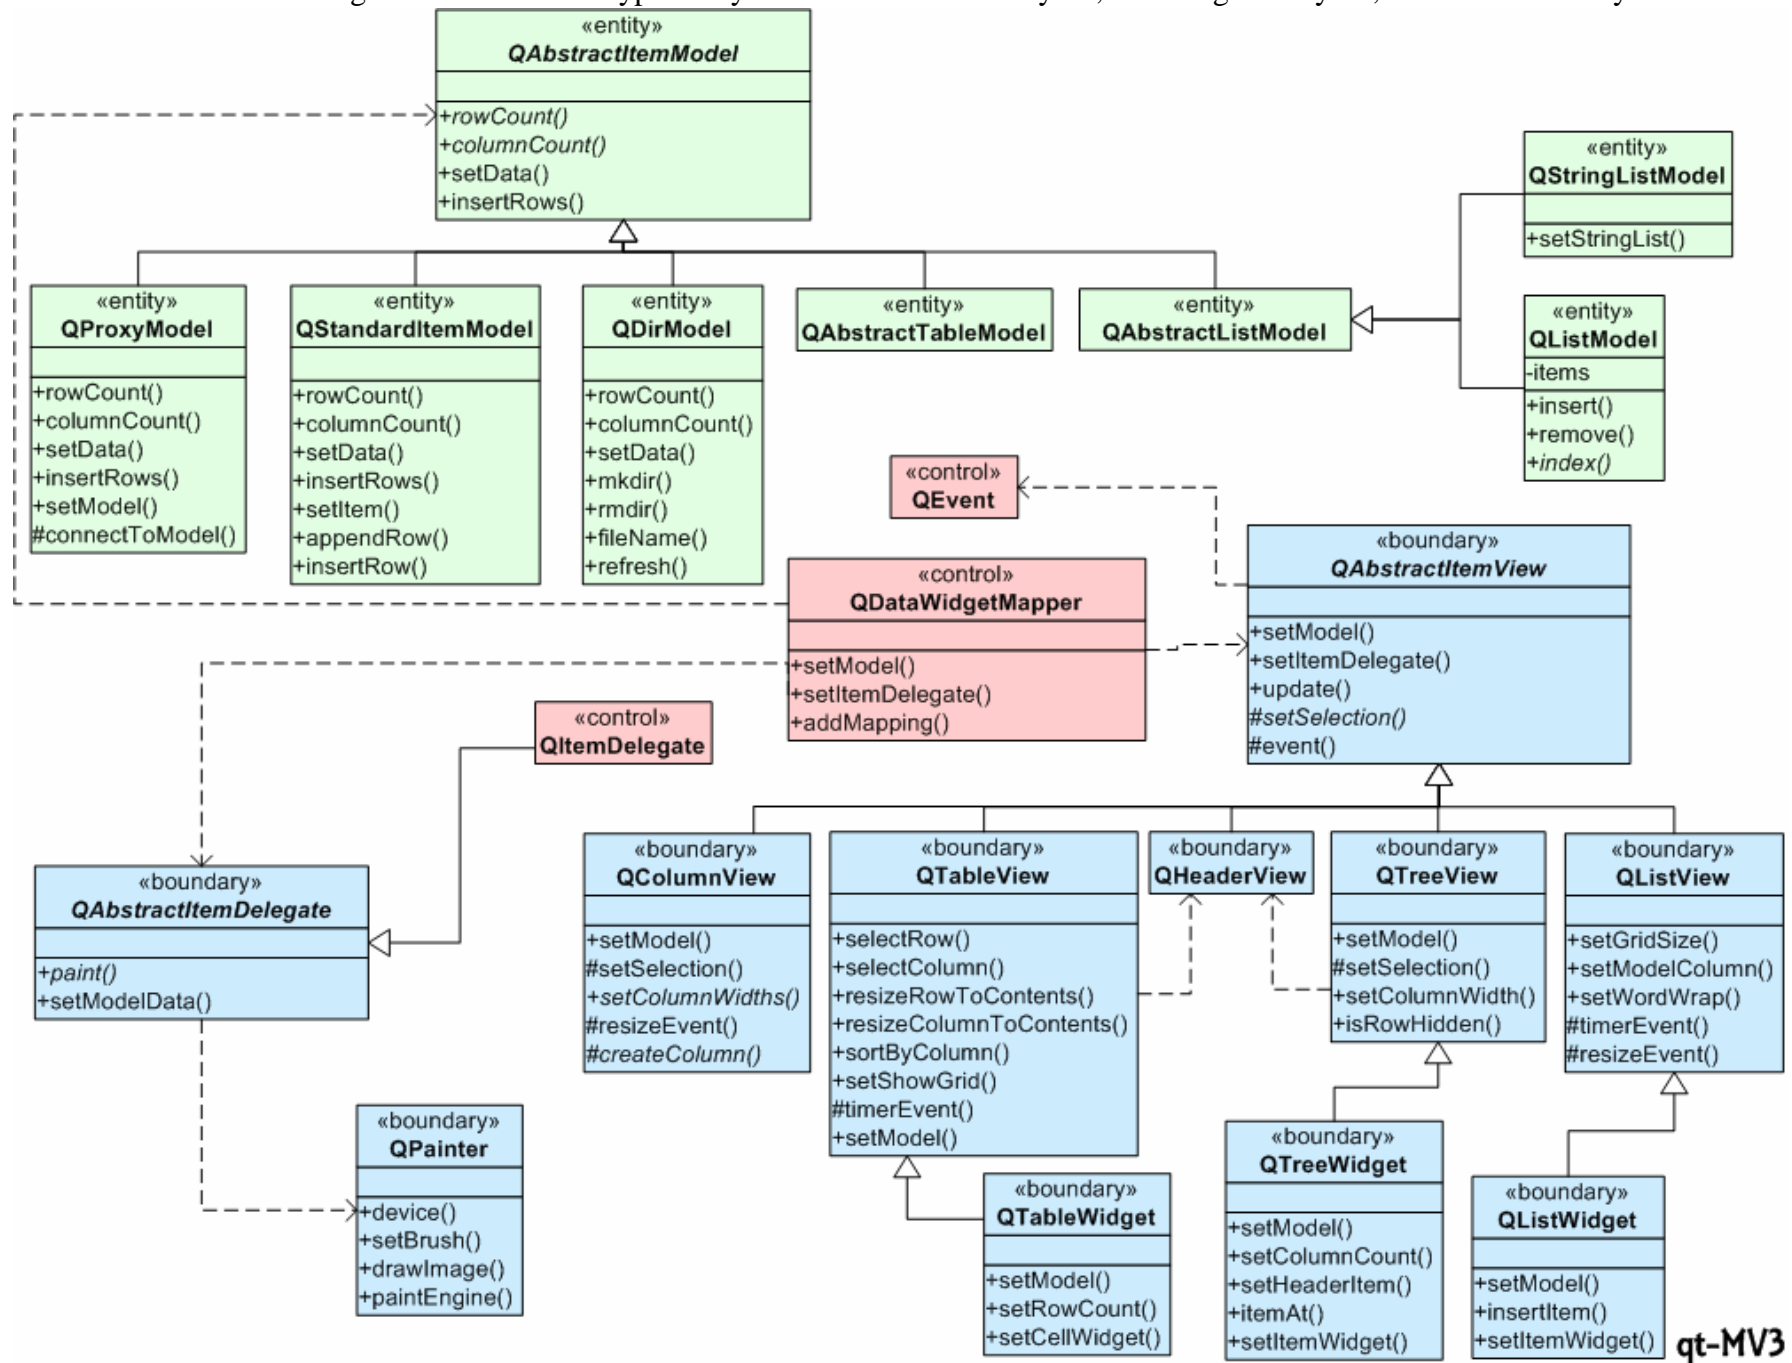 «entity»
QAbstractItemModel
+rowCount()
+columnCount()
+setData()
+insertRows()
«entity»
QStringListModel
+setStringList()
«entity»
QProxyModel
+rowCount()
+columnCount()
+setData()
+insertRows()
+setModel()
#connectToModel()
«entity»
QStandardItemModel
+rowCount()
+columnCount()
+setData()
+insertRows()
+setItem()
+appendRow()
+insertRow()
«entity»
QDirModel
+rowCount()
+columnCount()
+setData()
+mkdir()
+rmdir()
+fileName()
+refresh()
«entity»
QAbstractTableModel
«entity»
QAbstractListModel
«entity»
QListModel
-items
+insert()
+remove()
+index()
«control»
QEvent
«control»
QDataWidgetMapper
+setModel()
+setItemDelegate()
+addMapping()
«boundary»
QAbstractItemView
+setModel()
+setItemDelegate()
+update()
#setSelection()
#event()
«control»
QItemDelegate
«boundary»
QAbstractItemDelegate
+paint()
+setModelData()
«boundary»
QColumnView
+setModel()
#setSelection()
+setColumnWidths()
#resizeEvent()
#createColumn()
«boundary»
QTableView
+selectRow()
+selectColumn()
+resizeRowToContents()
+resizeColumnToContents()
+sortByColumn()
+setShowGrid()
#timerEvent()
+setModel()
«boundary»
QHeaderView
«boundary»
QTreeView
+setModel()
#setSelection()
+setColumnWidth()
+isRowHidden()
«boundary»
QListView
+setGridSize()
+setModelColumn()
+setWordWrap()
#timerEvent()
#resizeEvent()
«boundary»
QPainter
+device()
+setBrush()
+drawImage()
+paintEngine()
«boundary»
QTableWidget
+setModel()
+setRowCount()
+setCellWidget()
«boundary»
QTreeWidget
+setModel()
+setColumnCount()
+setHeaderItem()
+itemAt()
+setItemWidget()
«boundary»
QListWidget
+setModel()
+insertItem()
+setItemWidget()
qt-MV3